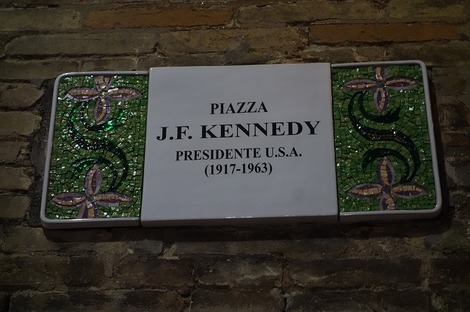 PIAZZA
J.F. KENNEDY
PRESIDENTE U.S.A.
(1917-1963)